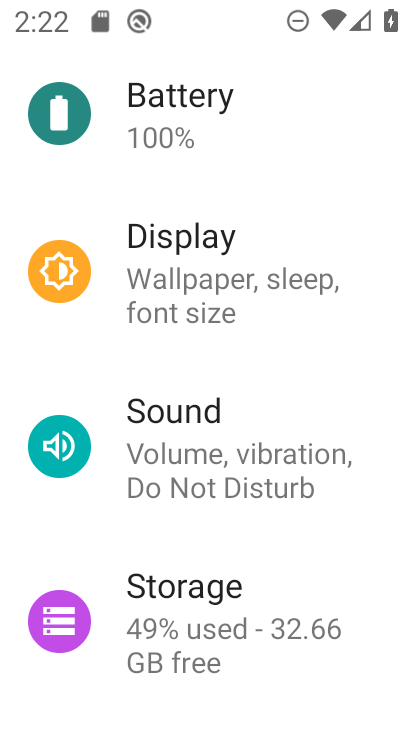 2:22
Battery
100%
Display
Wallpaper, sleep,
font size
Sound
Volume, vibration,
Do Not Disturb
Storage
49% used - 32.66
GB free